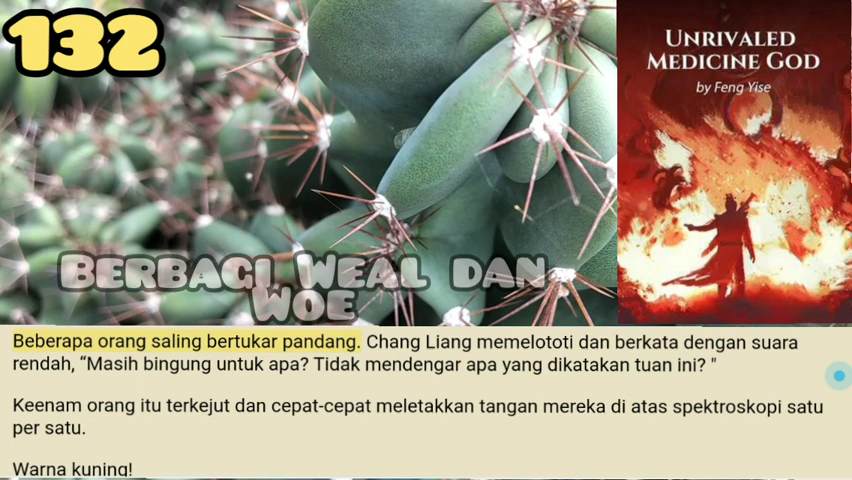 132
UNRIVALED
MEDICINE GOD
by Feng Yise
BERBAGI WEAL DAN
WOE
Beberapa orang saling bertukar pandang. Chang Liang memelototi dan berkata dengan suara
rendah, “Masih bingung untuk apa? Tidak mendengar apa yang dikatakan tuan ini? "
Keenam orang itu terkejut dan cepat-cepat meletakkan tangan mereka di atas spektroskopi satu
per satu.
Warna kuning!